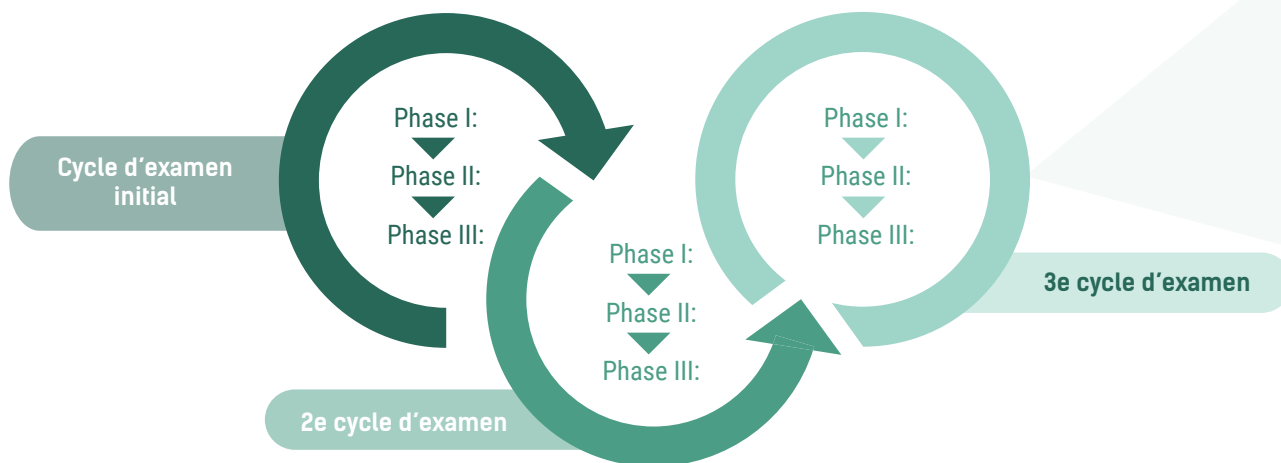 Cycle d'examen
initial
Phase I:
Phase II:
Phase III:
2e cycle d'examen
Phase I:
Phase II:
Phase III:
3e cycle d'examen
Phase I:
Phase II:
Phase III: